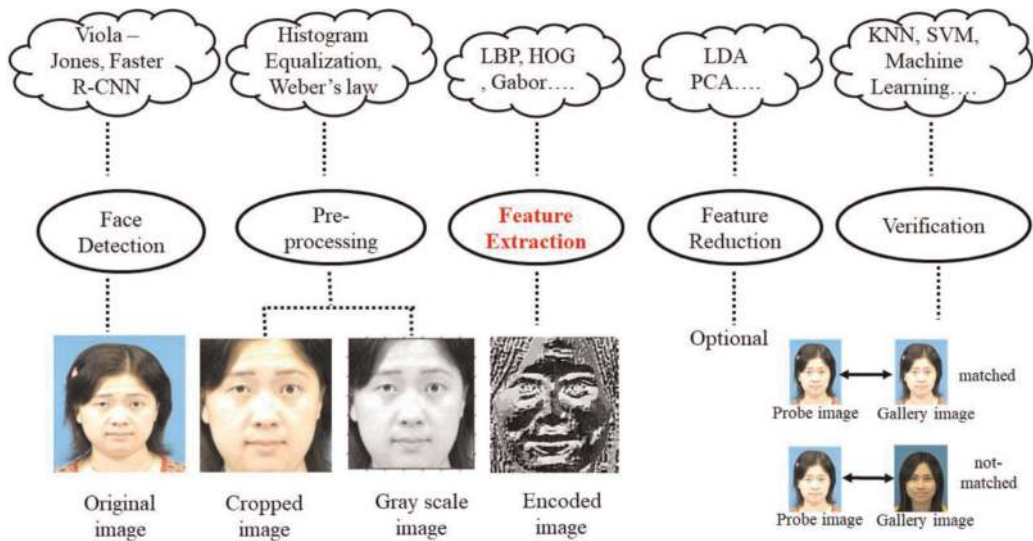 Viola –
Jones, Faster
R-CNN
Histogram
Equalization,
Weber's law
LBP, HOG
, Gabor….
LDA
PCA….
KNN, SVM,
Machine
Learning….
Face
Detection
Pre-
processing
Feature
Extraction
Feature
Reduction
Verification
Optional
matched
Probe image
Gallery image
not-
matched
Probe image
Gallery image
Original
image
Cropped
image
Gray scale
image
Encoded
image